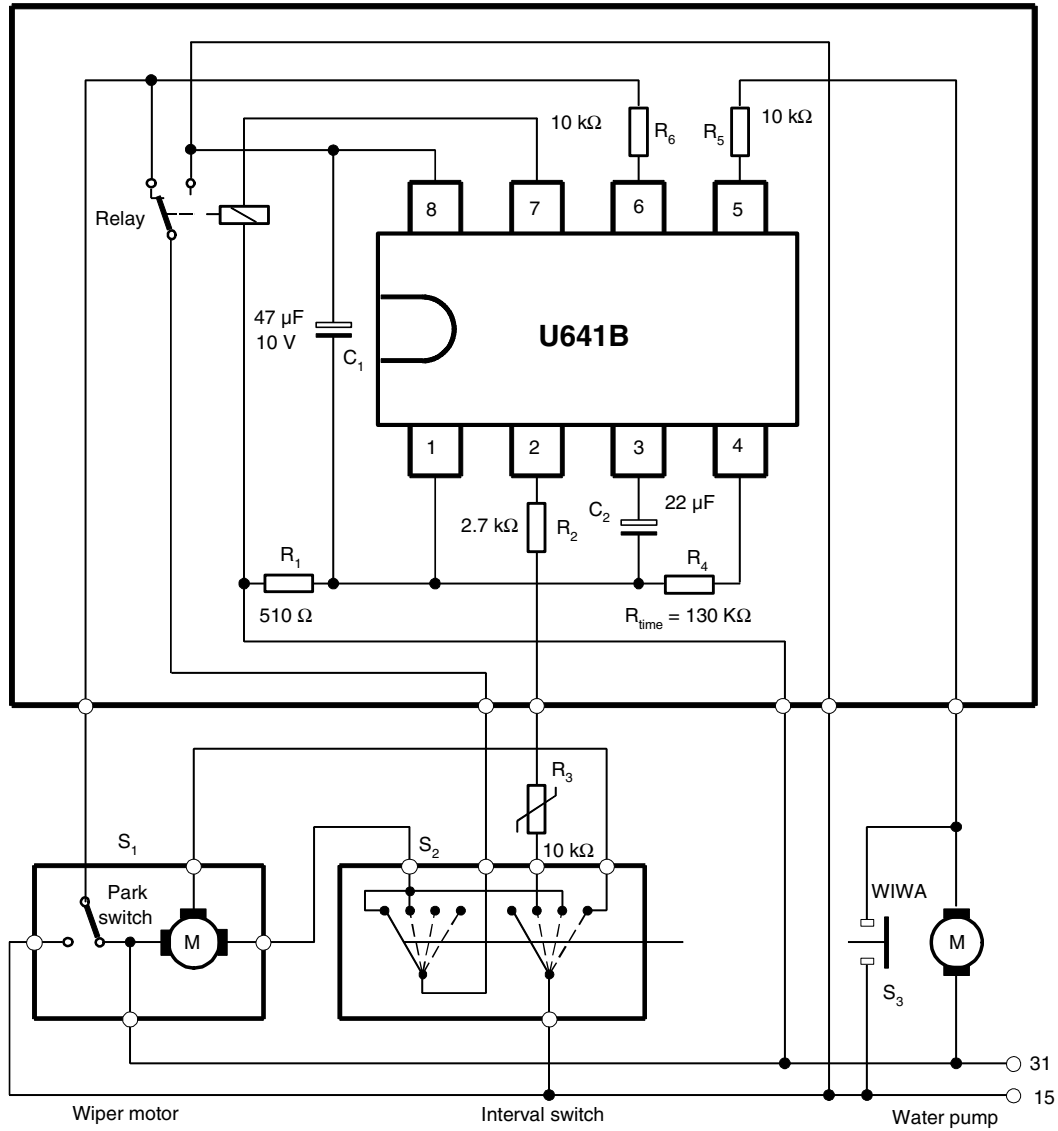 10 kΩ
R6
R5
10 kΩ
8
7
6
5
Relay
47 µF
10 V
C1
U641B
1
2
3
4
2.7 kΩ
R2
C2
22 µF
R1
510 Ω
R4
Rtime = 130 KΩ
R3
10 kΩ
S1
S2
Park
switch
M
WIWA
M
S3
31
15
Wiper motor
Interval switch
Water pump